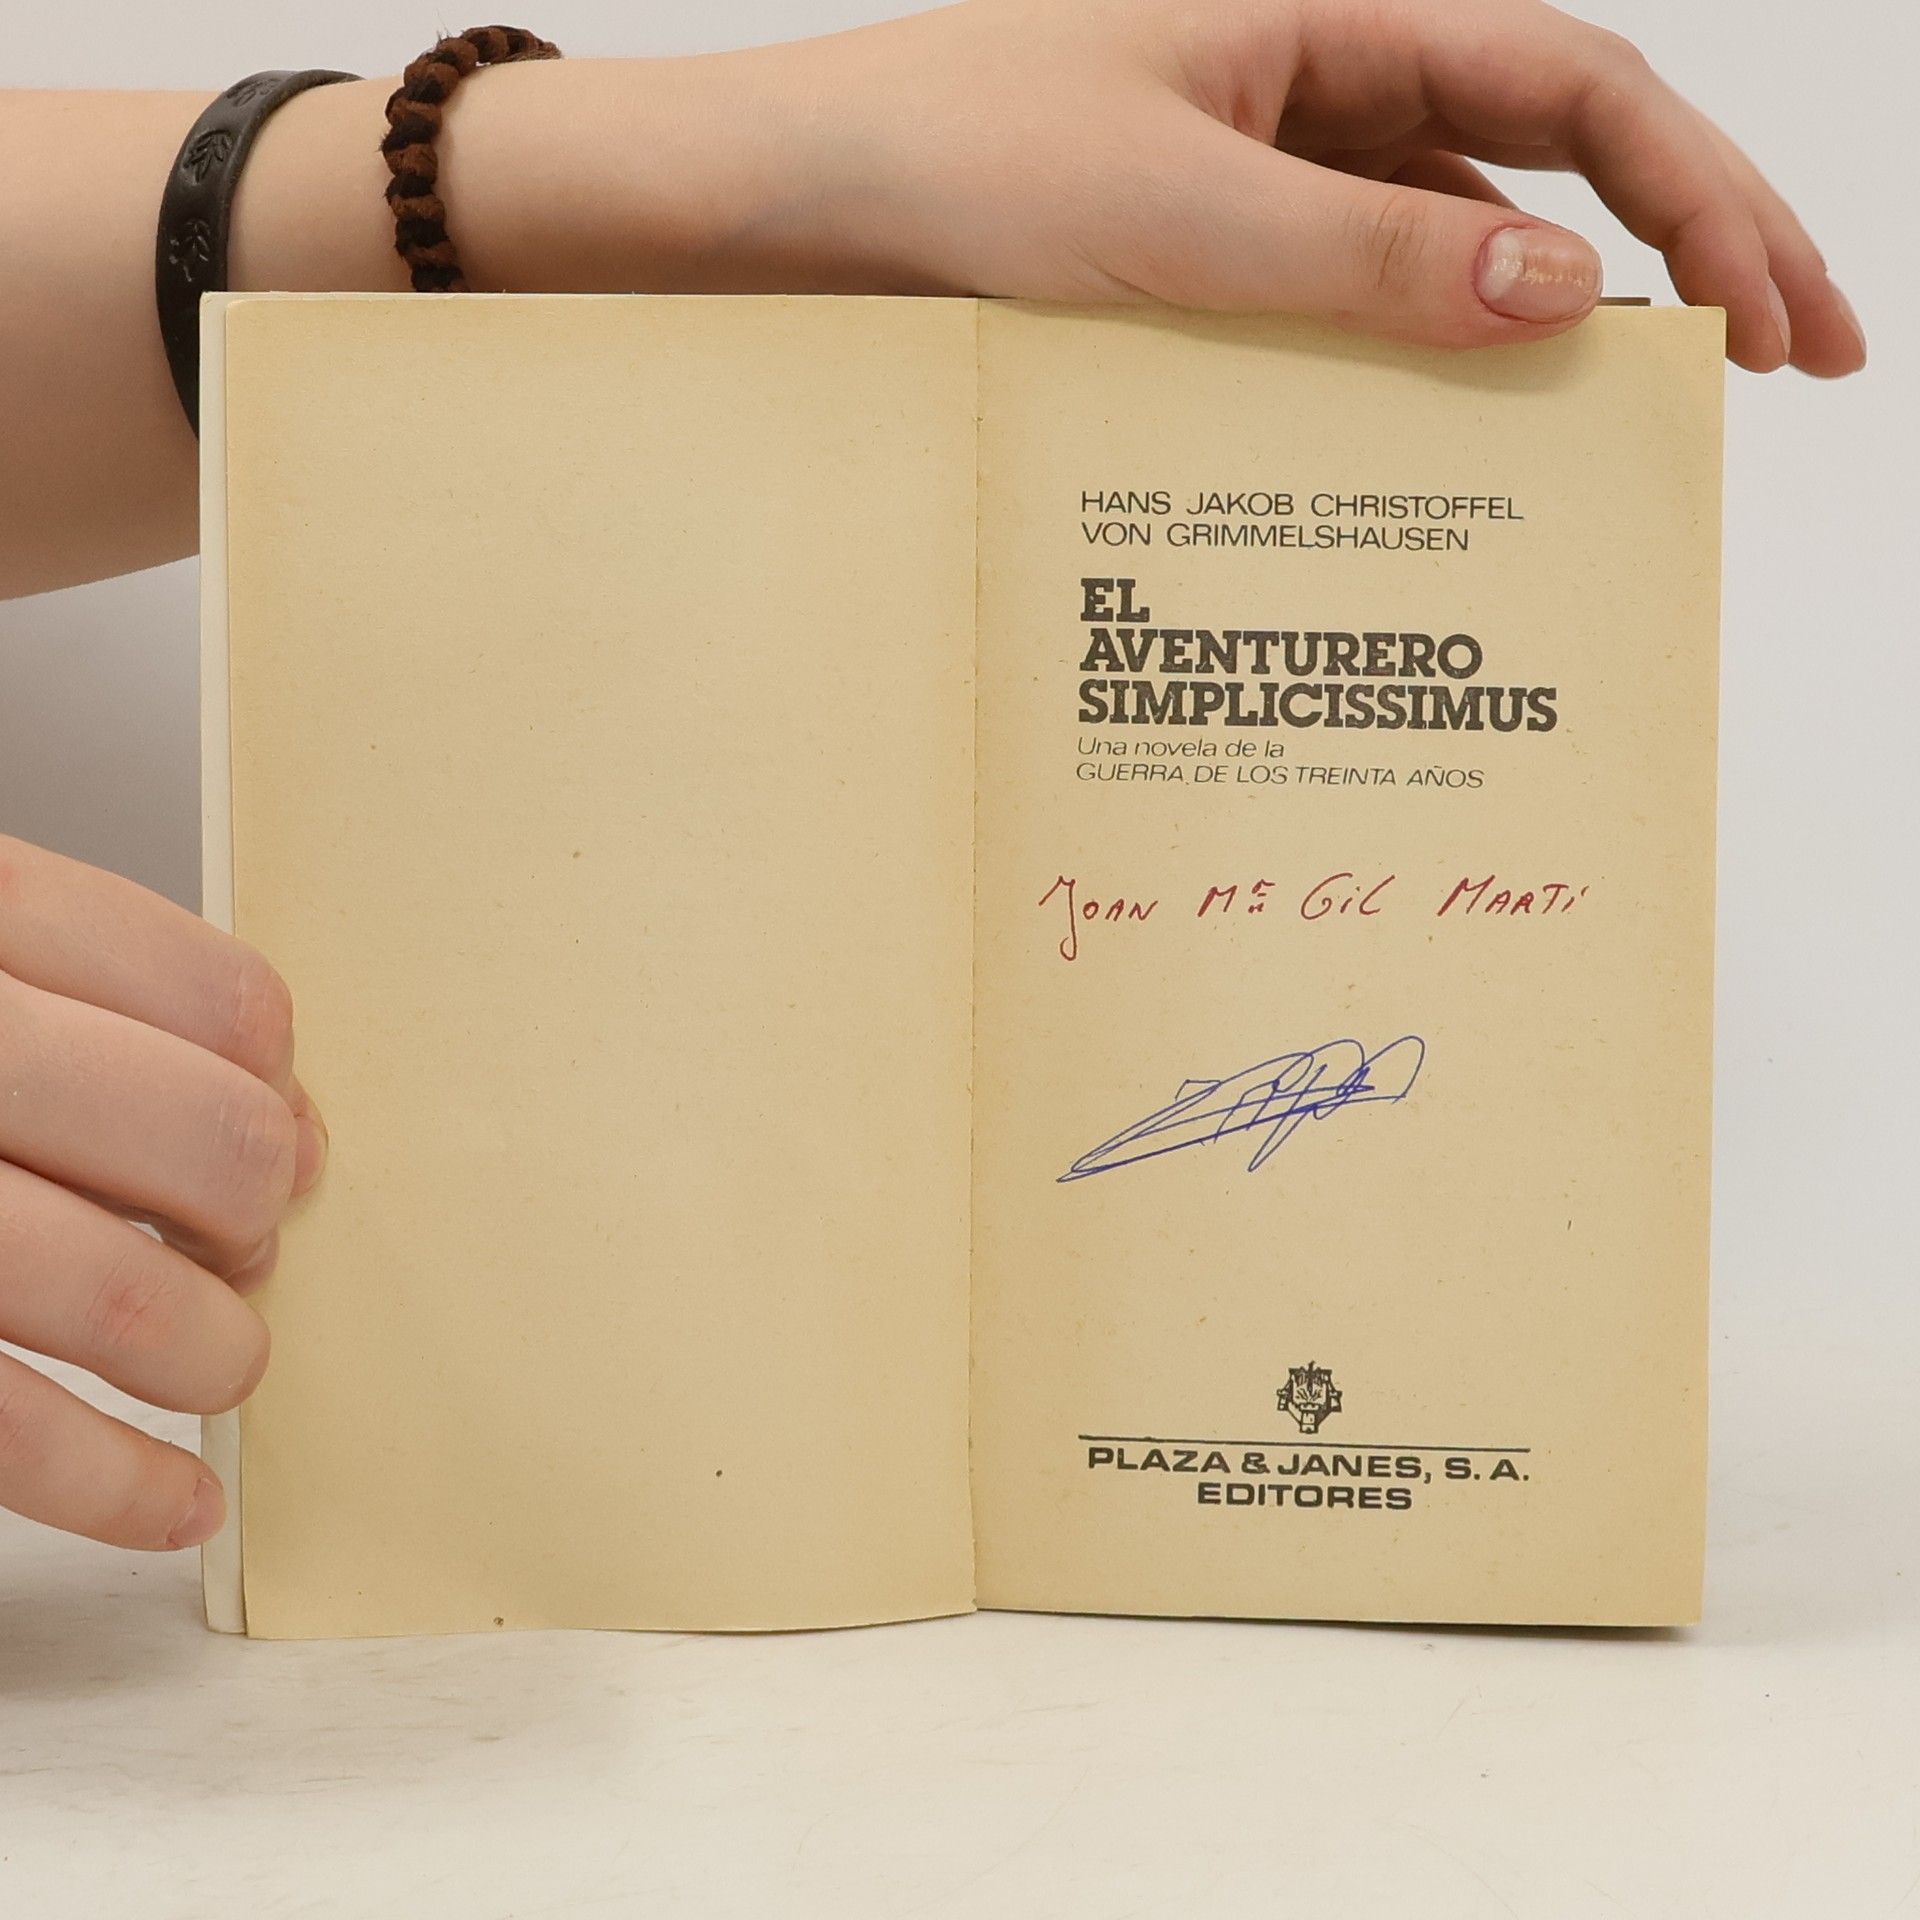 HANS JAKOB CHRISTOFFEL
VON GRIMMELSHAUSEN
EL
AVENTURERO
SIMPLICISSIMUS
Una novela de la
GUERRA DE LOS TREINTA AÑOS
JOAN Mª GIL MARTÍ
PLAZA & JANES, S. A.
EDITORES